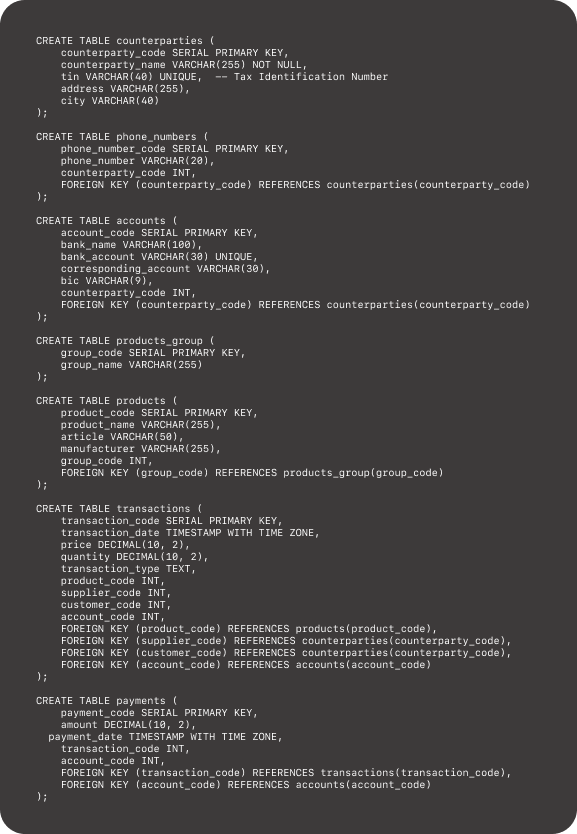 CREATE TABLE counterparties (
    counterparty_code SERIAL PRIMARY KEY,
    counterparty_name VARCHAR(255) NOT NULL,
    tin VARCHAR(40) UNIQUE,  -- Tax Identification Number
    address VARCHAR(255),
    city VARCHAR(40)
);

CREATE TABLE phone_numbers (
    phone_number_code SERIAL PRIMARY KEY,
    phone_number VARCHAR(20),
    counterparty_code INT,
    FOREIGN KEY (counterparty_code) REFERENCES counterparties(counterparty_code)
);

CREATE TABLE accounts (
    account_code SERIAL PRIMARY KEY,
    bank_name VARCHAR(100),
    bank_account VARCHAR(30) UNIQUE,
    corresponding_account VARCHAR(30),
    bic VARCHAR(9),
    counterparty_code INT,
    FOREIGN KEY (counterparty_code) REFERENCES counterparties(counterparty_code)
);

CREATE TABLE products_group (
    group_code SERIAL PRIMARY KEY,
    group_name VARCHAR(255)
);

CREATE TABLE products (
    product_code SERIAL PRIMARY KEY,
    product_name VARCHAR(255),
    article VARCHAR(50),
    manufacturer VARCHAR(255),
    group_code INT,
    FOREIGN KEY (group_code) REFERENCES products_group(group_code)
);

CREATE TABLE transactions (
    transaction_code SERIAL PRIMARY KEY,
    transaction_date TIMESTAMP WITH TIME ZONE,
    price DECIMAL(10, 2),
    quantity DECIMAL(10, 2),
    transaction_type TEXT,
    product_code INT,
    supplier_code INT,
    customer_code INT,
    account_code INT,
    FOREIGN KEY (product_code) REFERENCES products(product_code),
    FOREIGN KEY (supplier_code) REFERENCES counterparties(counterparty_code),
    FOREIGN KEY (customer_code) REFERENCES counterparties(counterparty_code),
    FOREIGN KEY (account_code) REFERENCES accounts(account_code)
);

CREATE TABLE payments (
    payment_code SERIAL PRIMARY KEY,
    amount DECIMAL(10, 2),
  payment_date TIMESTAMP WITH TIME ZONE,
    transaction_code INT,
    account_code INT,
    FOREIGN KEY (transaction_code) REFERENCES transactions(transaction_code),
    FOREIGN KEY (account_code) REFERENCES accounts(account_code)
);